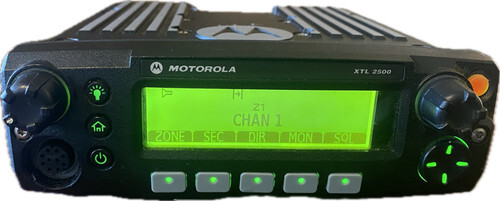 MOTOROLA XTL 2500
Z1
CHAN 1
ZONE SEC DIR MON SQL